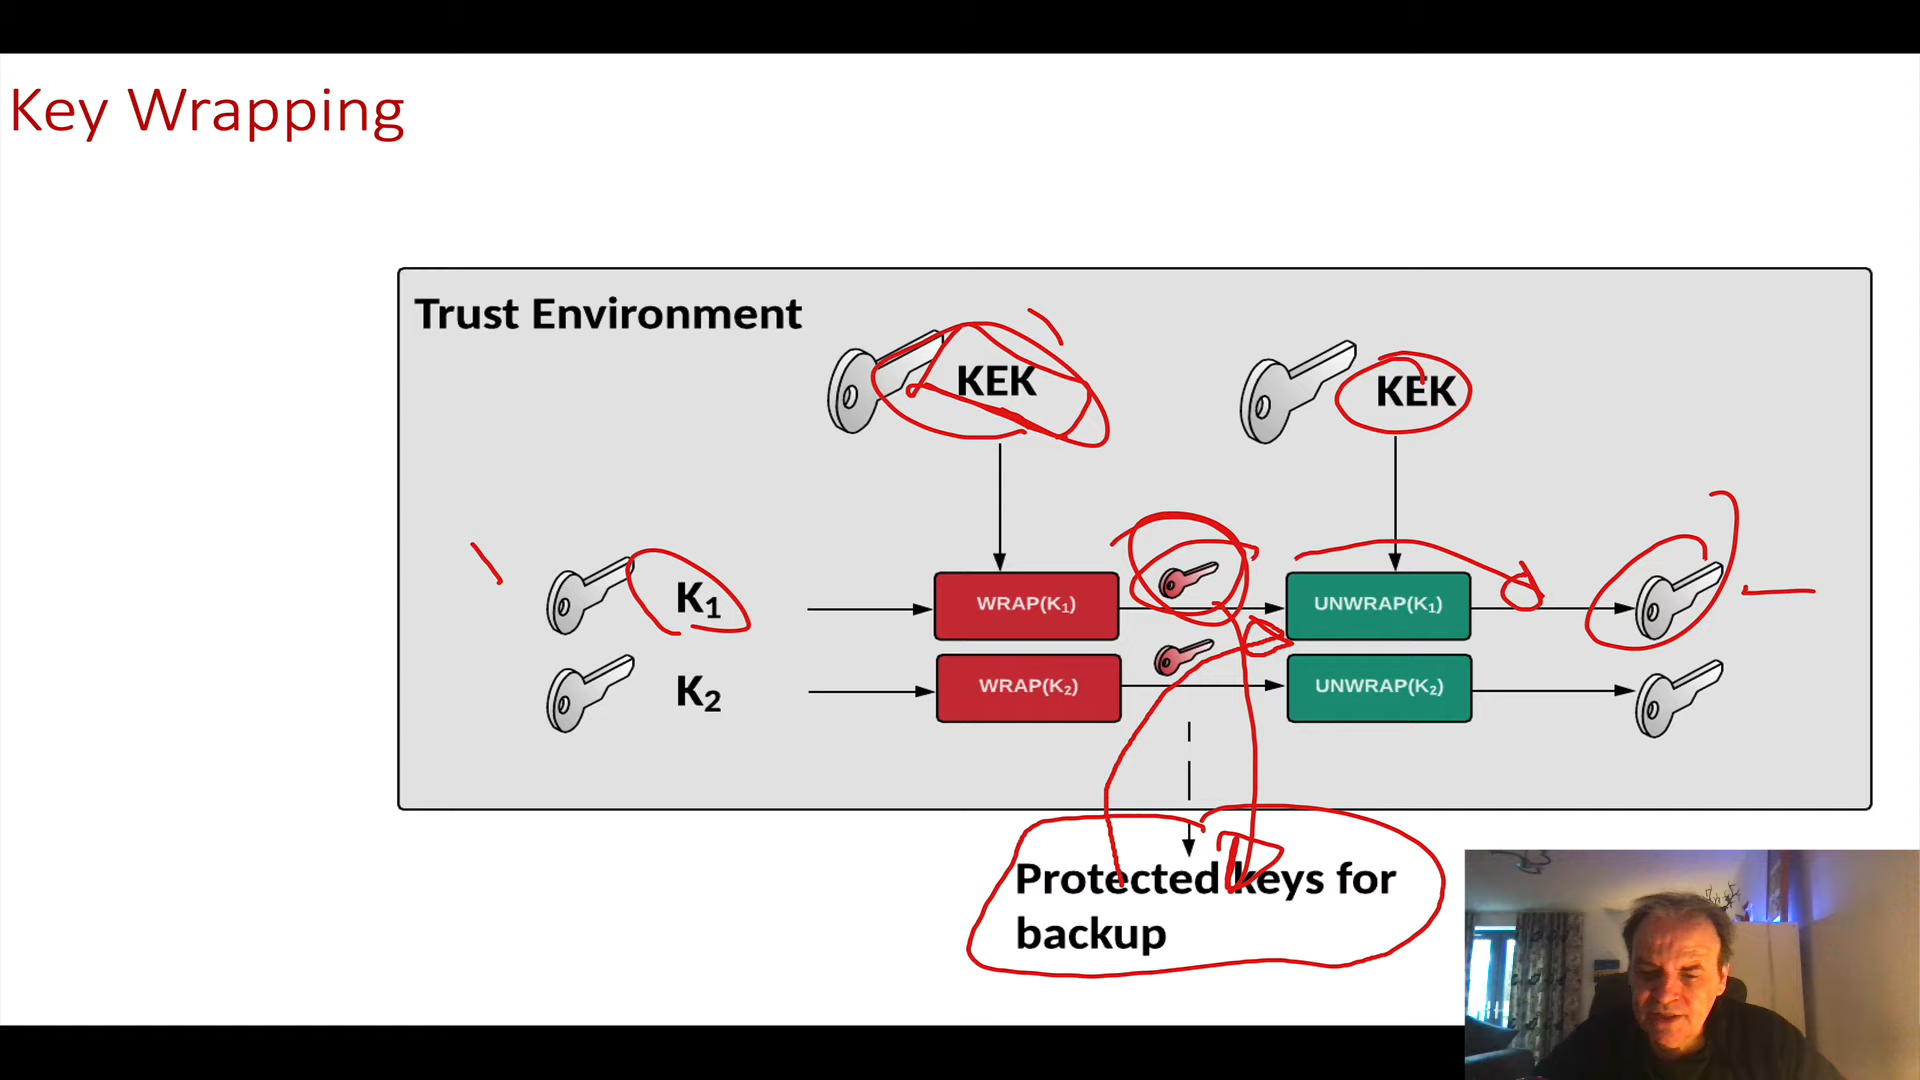 Key Wrapping
Trust Environment
KEK
KEK
K₁
WRAP(K₁)
UNWRAP(K₁)
K₂
WRAP(K₂)
UNWRAP(K₂)
Protected keys for
backup